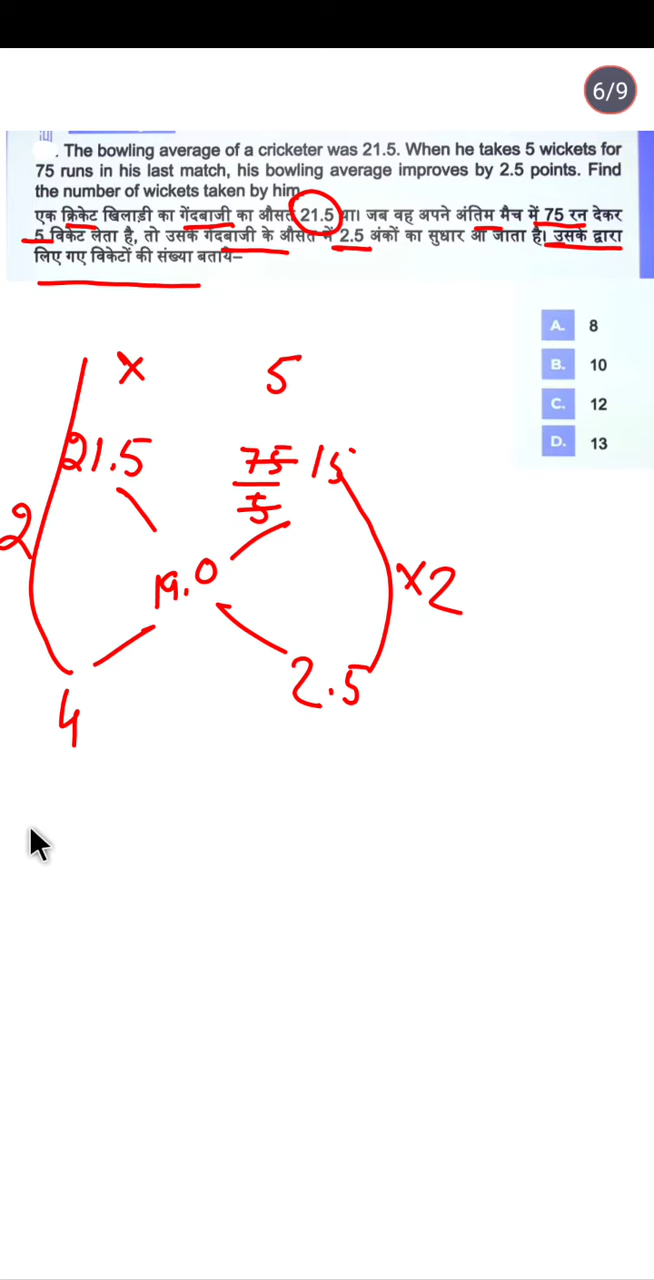 6/9
. The bowling average of a cricketer was 21.5. When he takes 5 wickets for
75 runs in his last match, his bowling average improves by 2.5 points. Find
the number of wickets taken by him.
एक क्रिकेट खिलाड़ी का गेंदबाजी का औसत 21.5 था। जब वह अपने अंतिम मैच में 75 रन देकर
5 विकेट लेता है, तो उसके गेंदबाजी के औसत में 2.5 अंकों का सुधार आ जाता है। उसके द्वारा
लिए गए विकेटों की संख्या बताये–
A. 8
B. 10
C. 12
D. 13
x 5
21.5 75/5 15
2
19.0 ×2
4 2.5